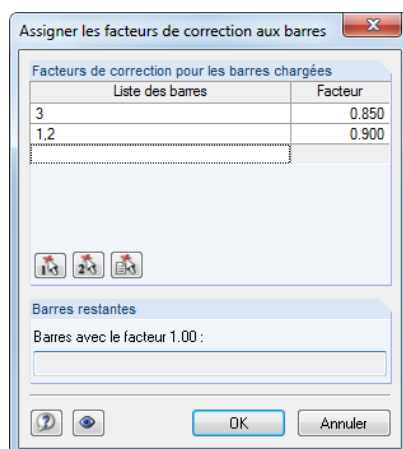 Assigner les facteurs de correction aux barres
Facteurs de correction pour les barres chargées
Liste des barres Facteur
3 0.850
1,2 0.900
Barres restantes
Barres avec le facteur 1.00 :
OK Annuler